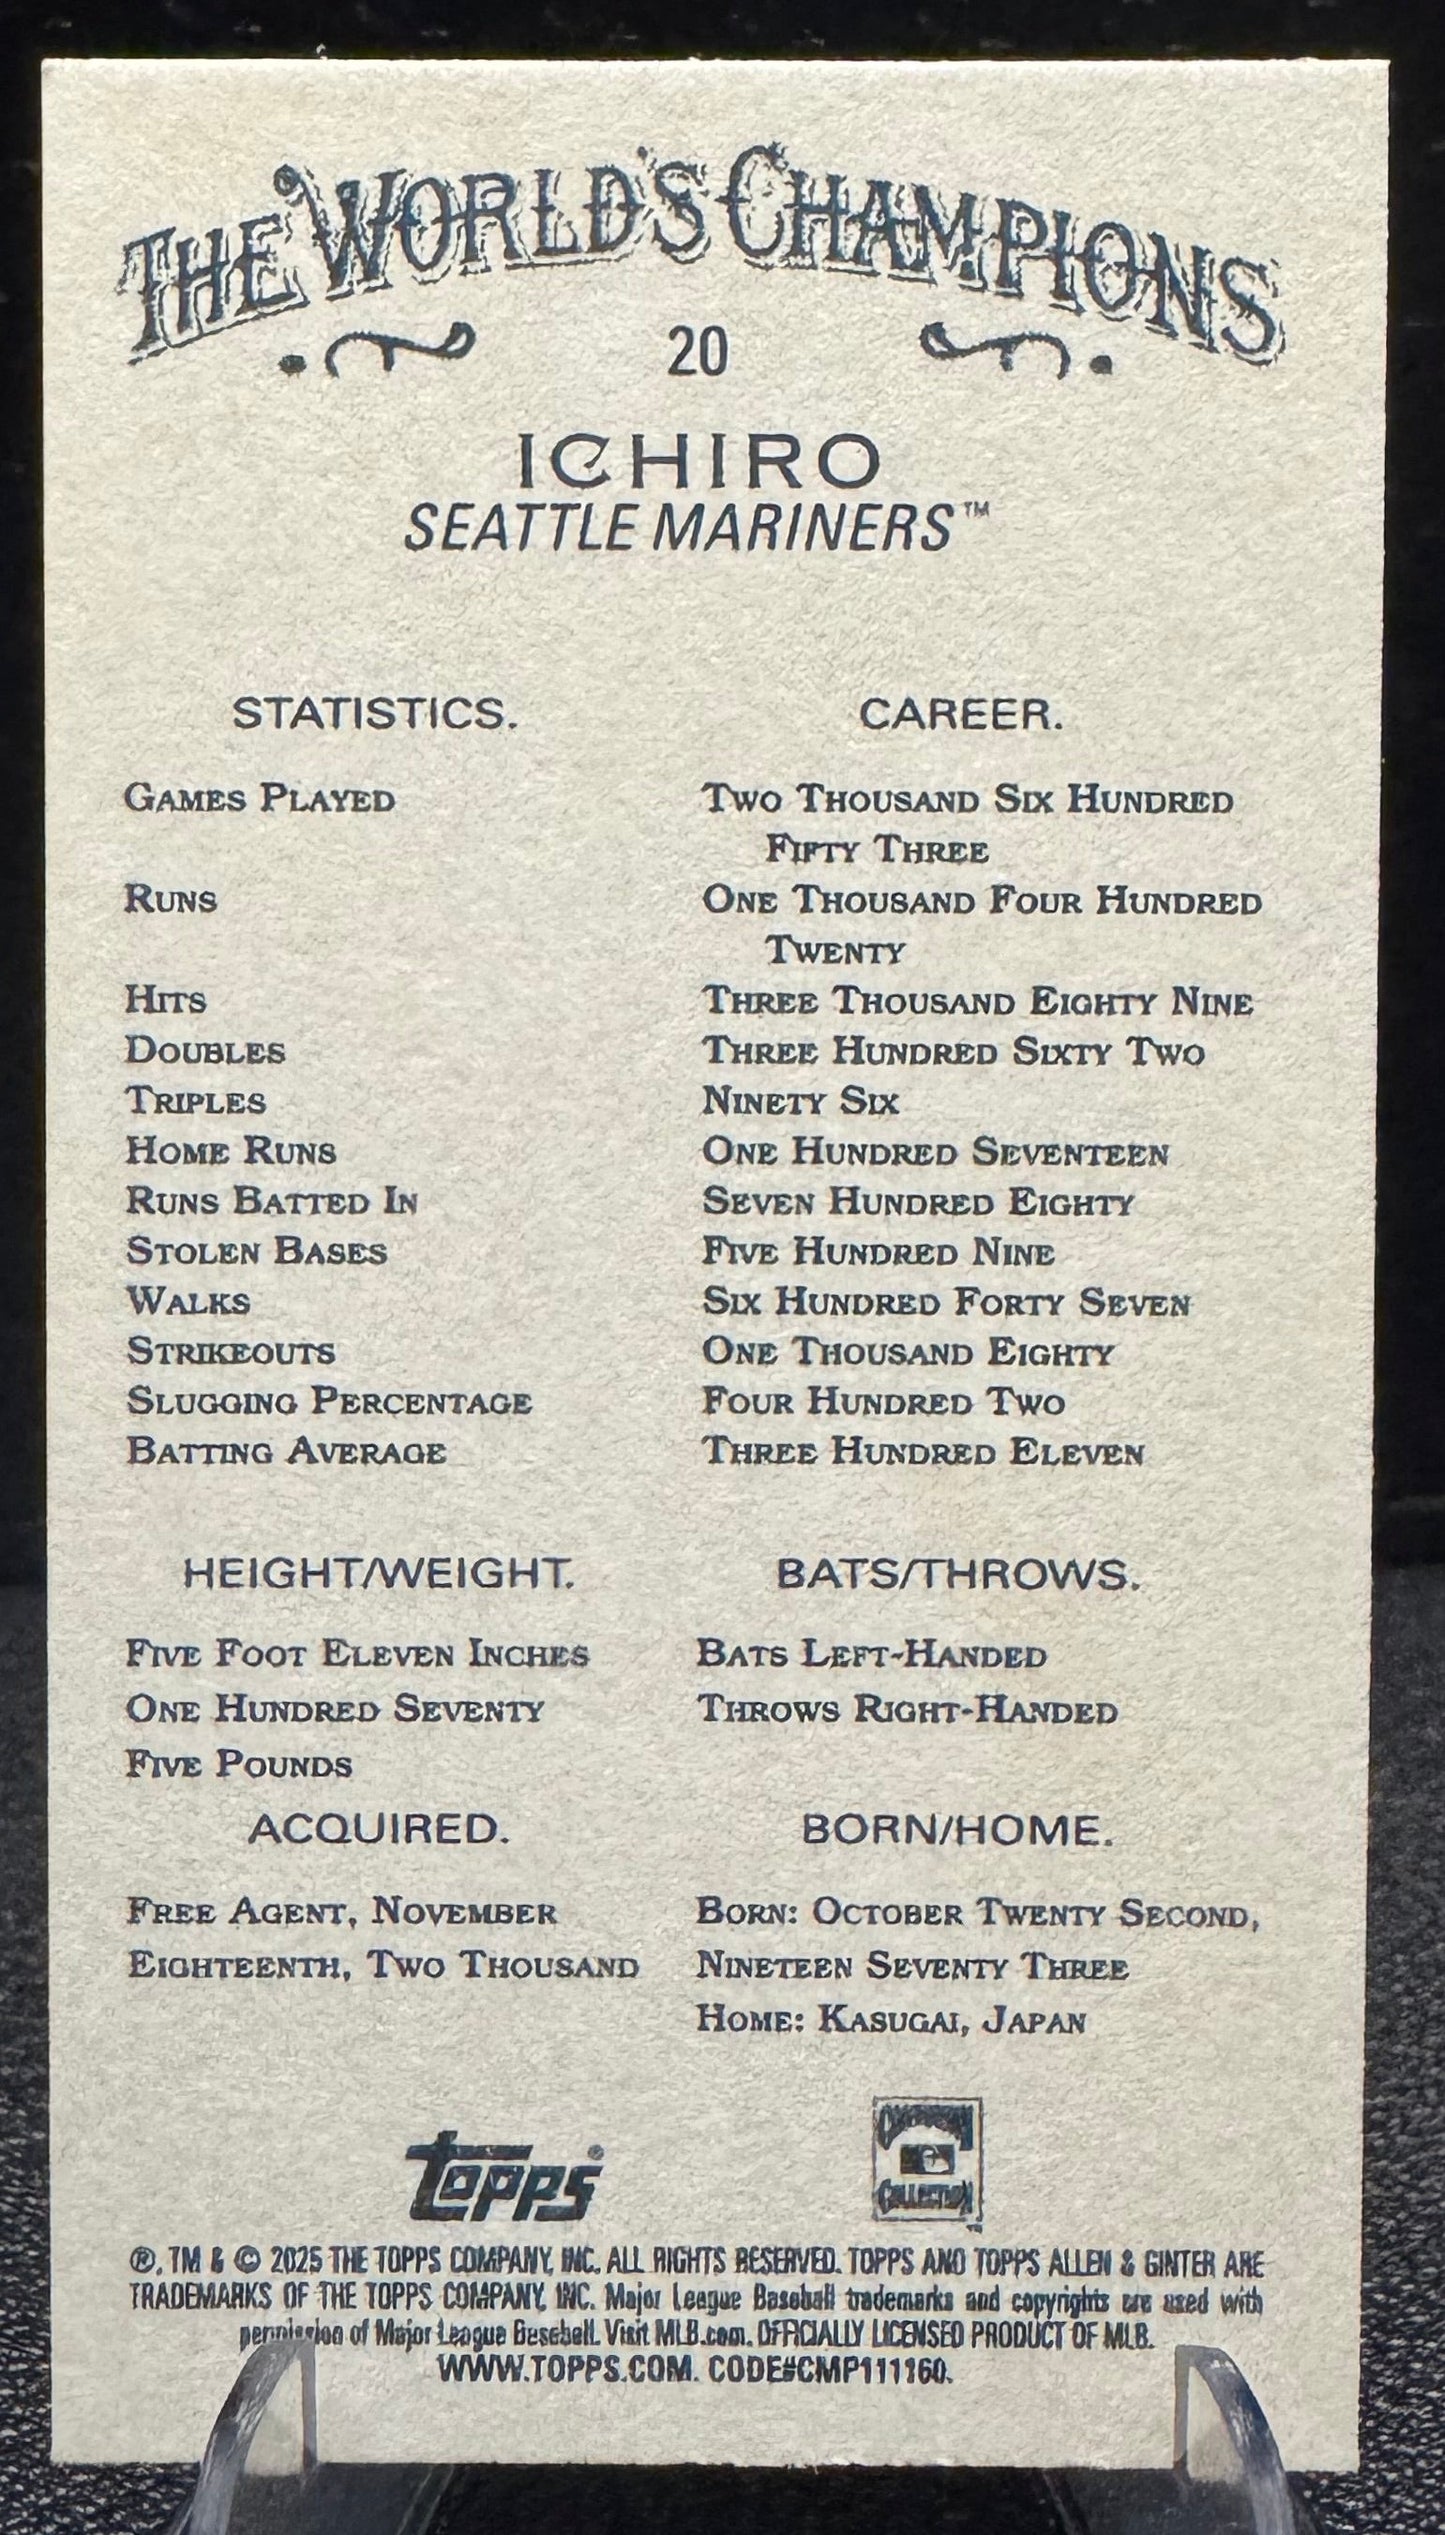 THE WORLD'S CHAMPIONS
20
ICHIRO
SEATTLE MARINERS™
STATISTICS. CAREER.
GAMES PLAYED TWO THOUSAND SIX HUNDRED
FIFTY THREE
RUNS ONE THOUSAND FOUR HUNDRED
TWENTY
HITS THREE THOUSAND EIGHTY NINE
DOUBLES THREE HUNDRED SIXTY TWO
TRIPLES NINETY SIX
HOME RUNS ONE HUNDRED SEVENTEEN
RUNS BATTED IN SEVEN HUNDRED EIGHTY
STOLEN BASES FIVE HUNDRED NINE
WALKS SIX HUNDRED FORTY SEVEN
STRIKEOUTS ONE THOUSAND EIGHTY
SLUGGING PERCENTAGE FOUR HUNDRED TWO
BATTING AVERAGE THREE HUNDRED ELEVEN
HEIGHT/WEIGHT. BATS/THROWS.
FIVE FOOT ELEVEN INCHES BATS LEFT-HANDED
ONE HUNDRED SEVENTY THROWS RIGHT-HANDED
FIVE POUNDS
ACQUIRED. BORN/HOME.
FREE AGENT, NOVEMBER BORN: OCTOBER TWENTY SECOND,
EIGHTEENTH, TWO THOUSAND NINETEEN SEVENTY THREE
HOME: KASUGAI, JAPAN
topps® COLLECTION
®, TM & © 2025 THE TOPPS COMPANY, INC. ALL RIGHTS RESERVED. TOPPS AND TOPPS ALLEN & GINTER ARE
TRADEMARKS OF THE TOPPS COMPANY, INC. Major League Baseball trademarks and copyrights are used with
permission of Major League Baseball. Visit MLB.com. OFFICIALLY LICENSED PRODUCT OF MLB.
WWW.TOPPS.COM. CODE#CMP111160.